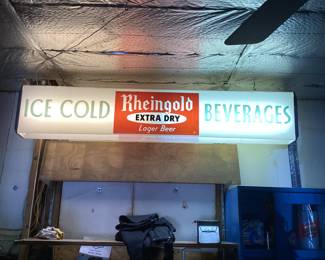 ICE COLD
Rheingold
EXTRA DRY
Lager Beer
BEVERAGES